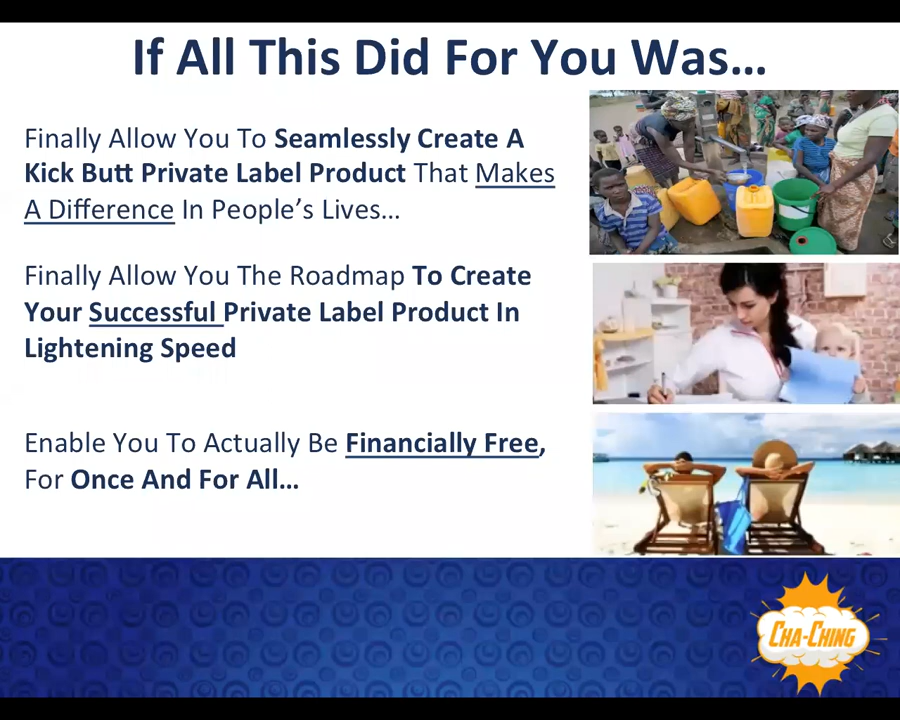 If All This Did For You Was…
Finally Allow You To Seamlessly Create A
Kick Butt Private Label Product That Makes
A Difference In People's Lives…
Finally Allow You The Roadmap To Create
Your Successful Private Label Product In
Lightening Speed
Enable You To Actually Be Financially Free,
For Once And For All…
CHA-CHING